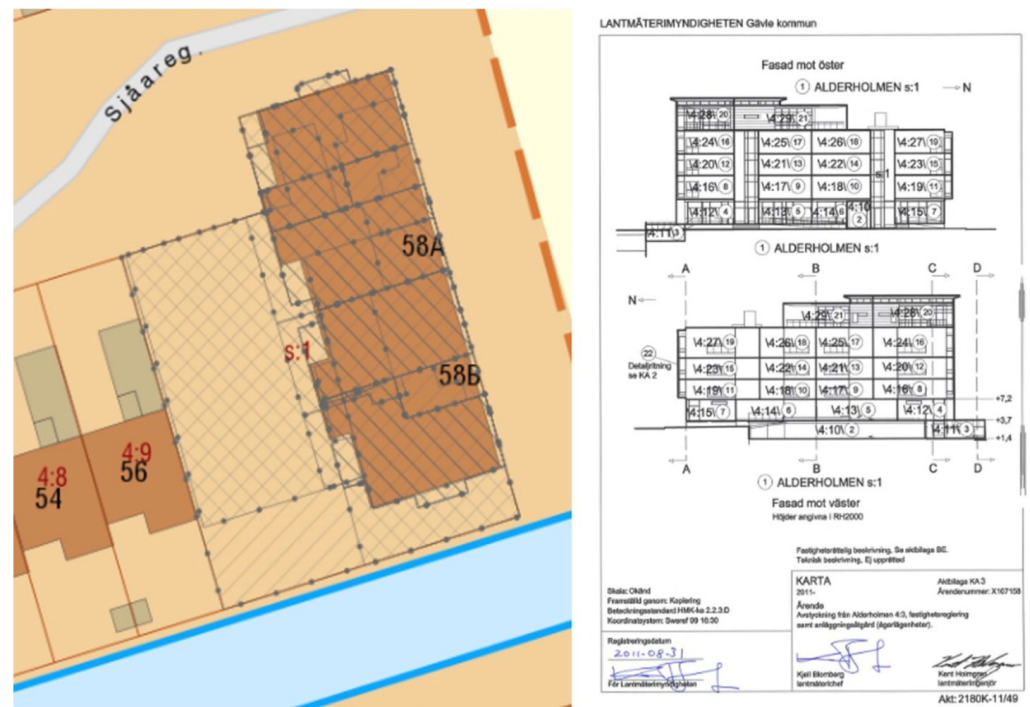 Sjåareg.
58A
s:1
58B
4:8
54
4:9
56
LANTMÄTERIMYNDIGHETEN Gävle kommun
Fasad mot öster
1 ALDERHOLMEN s:1 N
\4:28\ 20 \4:29\ 21
\4:24\ 16 \4:25\ 17 \4:26\ 18 \4:27\ 19
\4:20\ 12 \4:21\ 13 \4:22\ 14 \4:23\ 15
s:1
\4:16\ 8 \4:17\ 9 \4:18\ 10 \4:19\ 11
\4:12\ 4 \4:13\ 5 \4:14\ 6 \4:10 2 \4:15\ 7
\4:11\ 3
1 ALDERHOLMEN s:1
A B C D
N
\4:29\ 21 \4:28\ 20
\4:27\ 19 \4:26\ 18 \4:25\ 17 \4:24\ 16
22
Detaljritning
se KA 2
\4:23\ 15 \4:22\ 14 \4:21\ 13 \4:20\ 12
\4:19\ 11 \4:18\ 10 \4:17\ 9 \4:16\ 8
+7,2
\4:15\ 7 \4:14\ 6 \4:13\ 5 \4:12\ 4
+3,7
\4:10\ 2 \4:11\ 3
+1,4
A B C D
1 ALDERHOLMEN s:1
Fasad mot väster
Höjder angivna i RH2000
Fastighetsrättslig beskrivning, Se aktbilaga BE.
Teknisk beskrivning, Ej upprättad
Skala: Okänd
Framställd genom: Kopiering
Beteckningsstandard HMK-ka 2.2.3.D
Koordinatsystem: Sweref 99 16:30
KARTA
2011-
Aktbilaga KA3
Ärendenummer: X107158
Ärende
Avstyckning från Alderholmen 4:3, fastighetsreglering
samt anläggningsåtgärd (ägarlägenheter).
Registreringsdatum
2011-08-31
För Lantmäterimyndigheten
Kjell Blomberg
lantmäterichef
Kent Holmgren
lantmäteriingenjör
Akt: 2180K-11/49